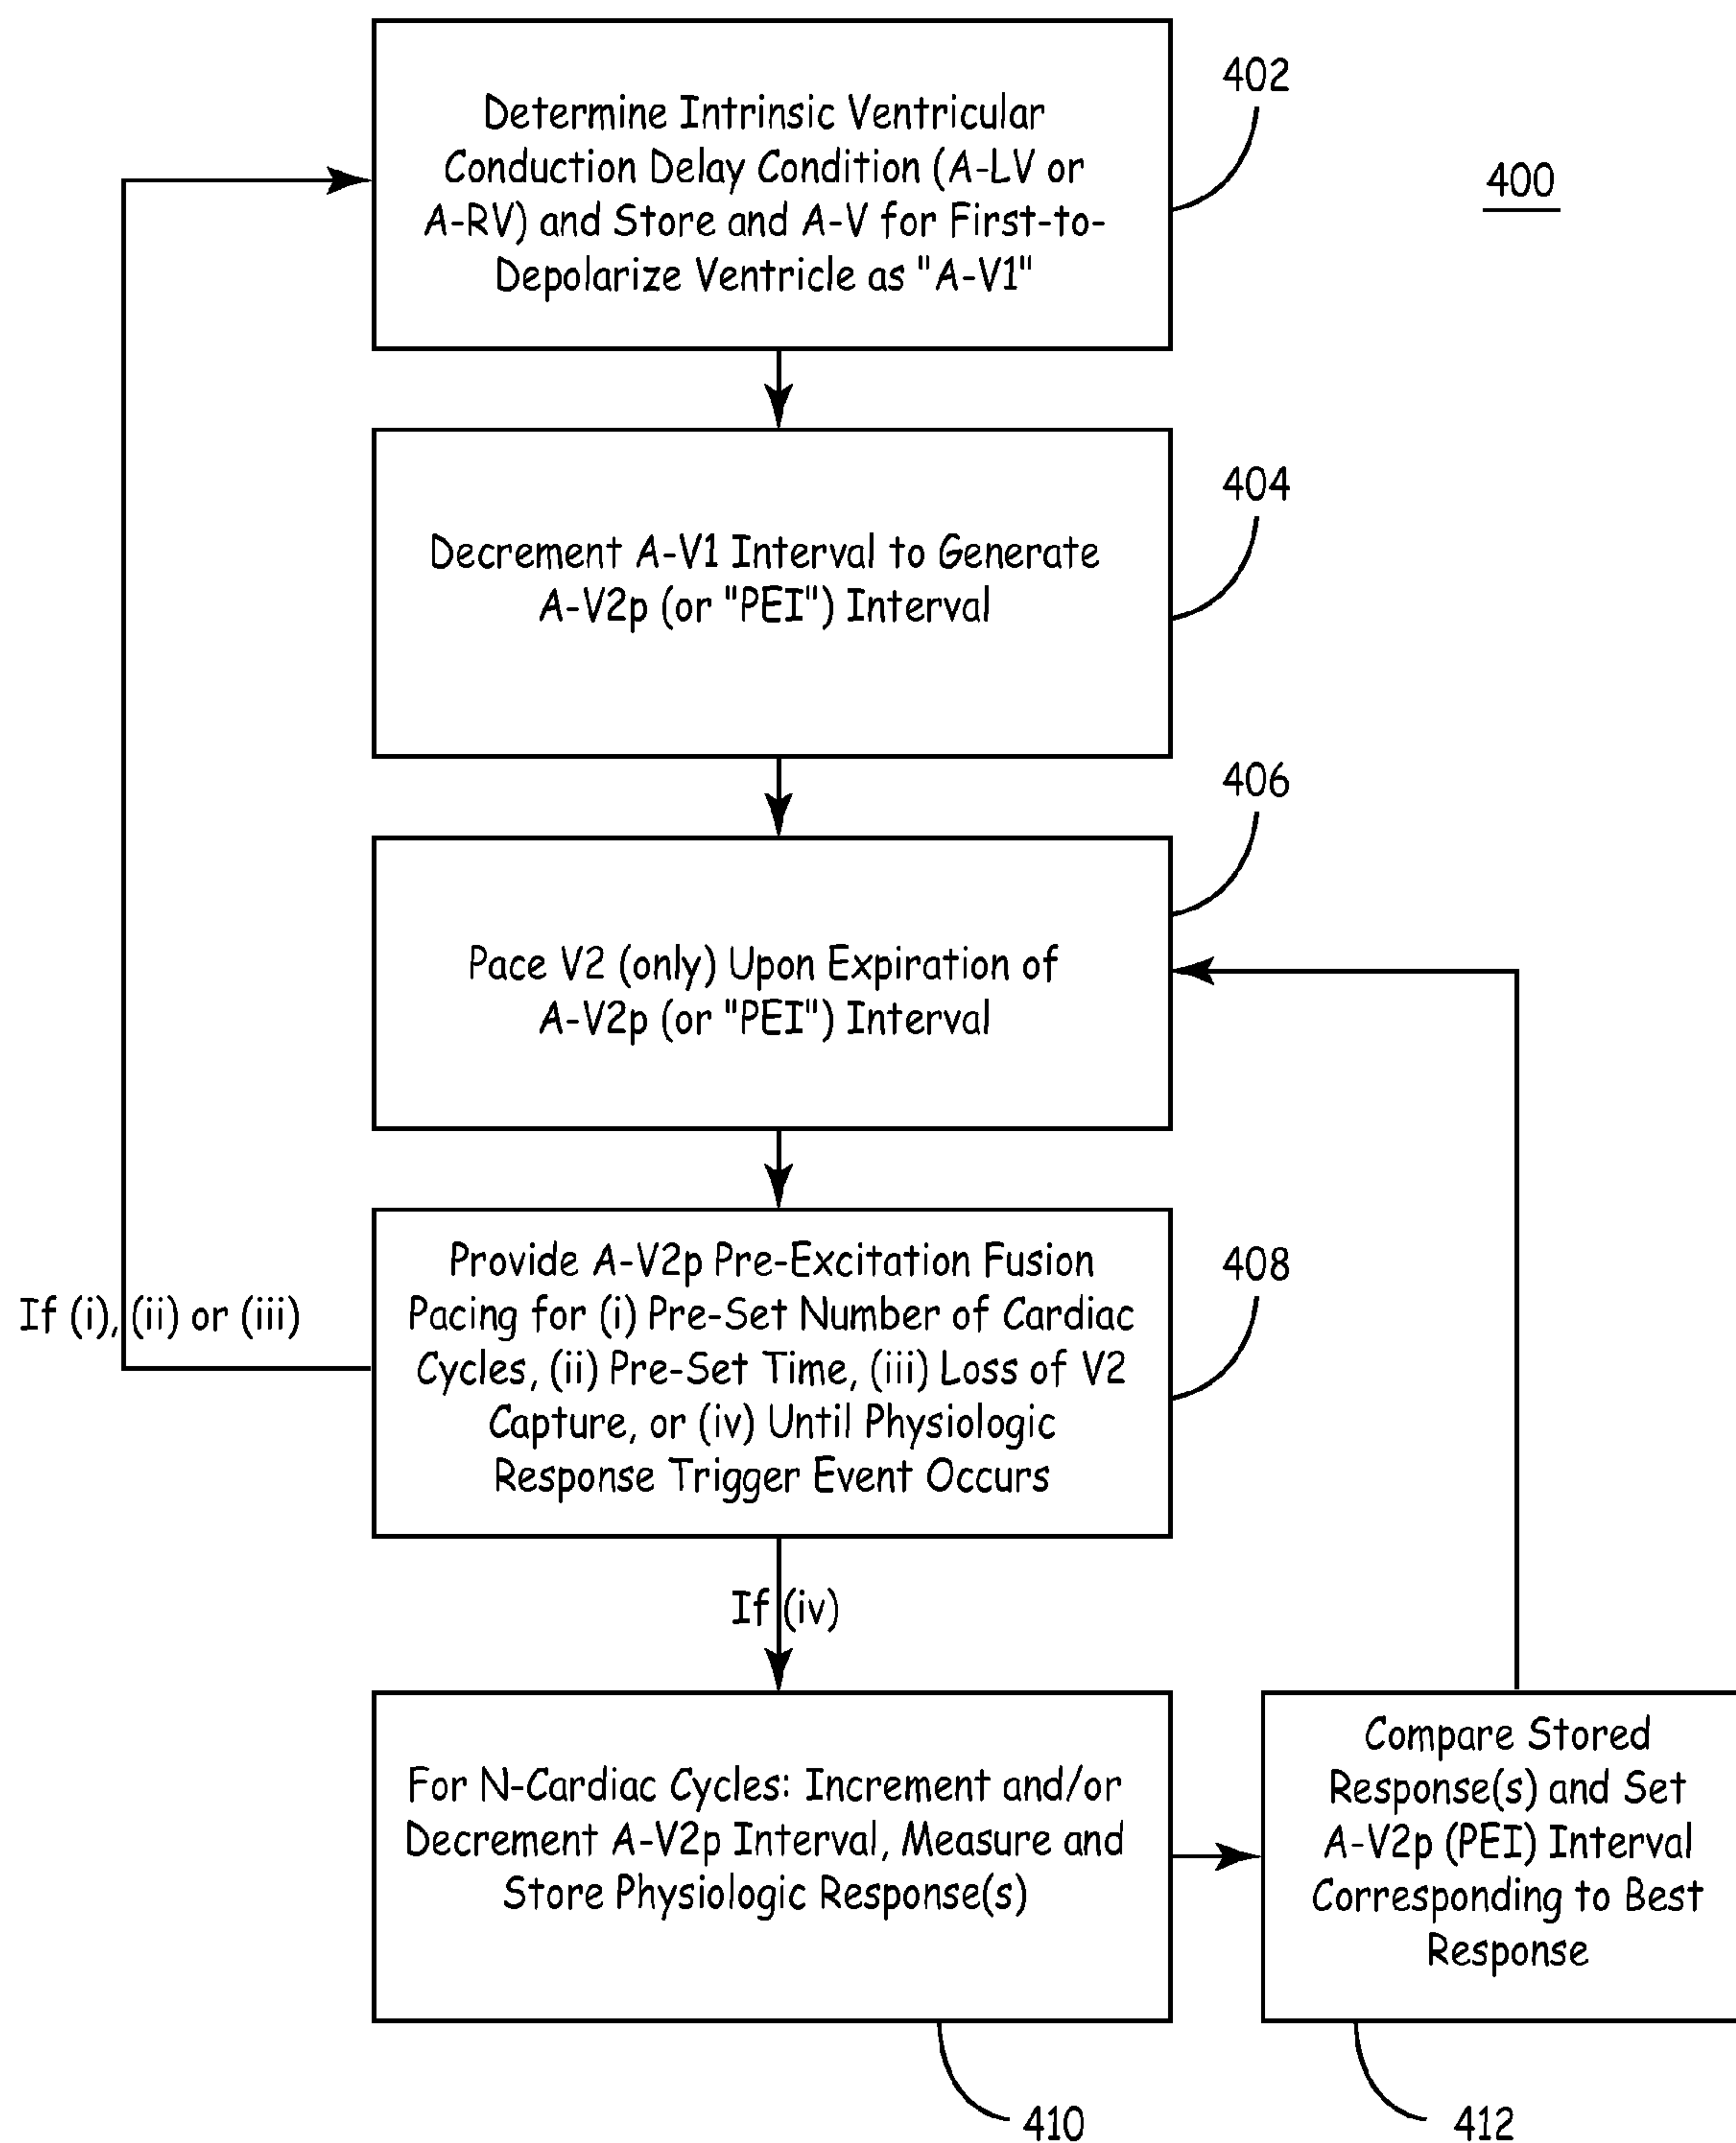 Determine Intrinsic Ventricular
Conduction Delay Condition (A-LV or
A-RV) and Store and A-V for First-to-
Depolarize Ventricle as "A-V1"
402
400
Decrement A-V1 Interval to Generate
A-V2p (or "PEI") Interval
404
Pace V2 (only) Upon Expiration of
A-V2p (or "PEI") Interval
406
Provide A-V2p Pre-Excitation Fusion
Pacing for (i) Pre-Set Number of Cardiac
Cycles, (ii) Pre-Set Time, (iii) Loss of V2
Capture, or (iv) Until Physiologic
Response Trigger Event Occurs
408
If (i), (ii) or (iii)
If (iv)
For N-Cardiac Cycles: Increment and/or
Decrement A-V2p Interval, Measure and
Store Physiologic Response(s)
410
Compare Stored
Response(s) and Set
A-V2p (PEI) Interval
Corresponding to Best
Response
412